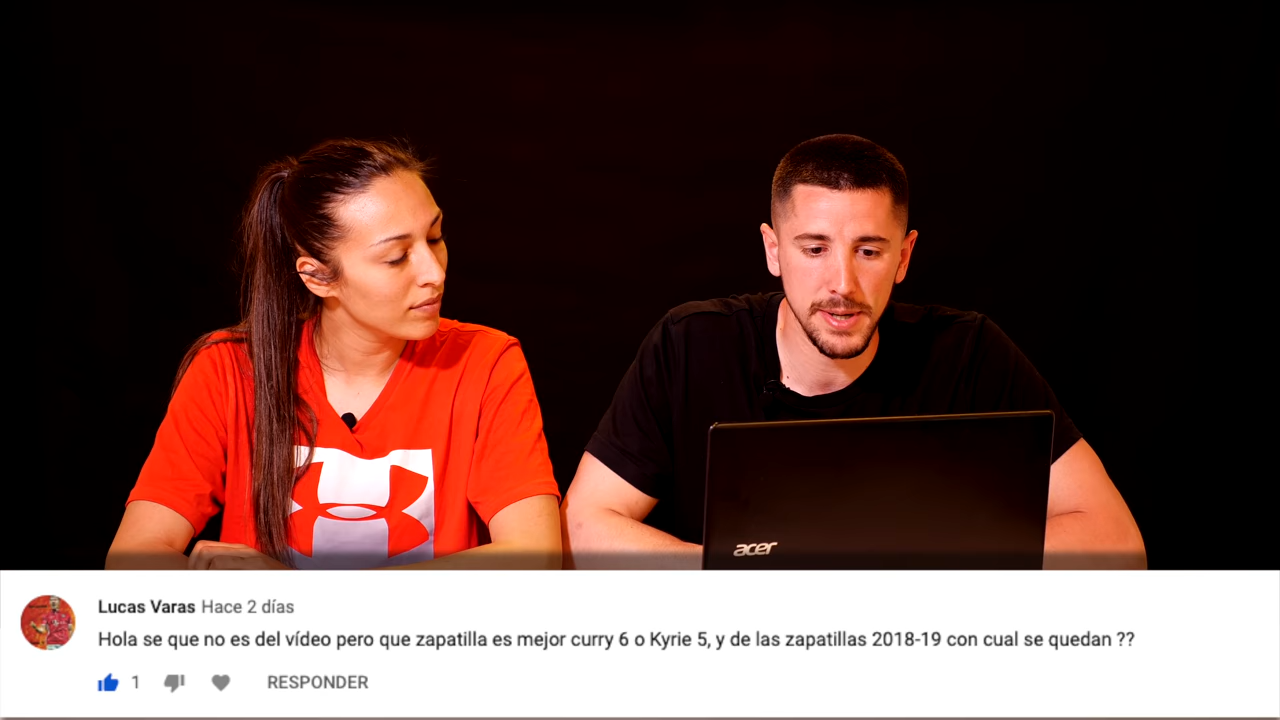 acer
Lucas Varas Hace 2 días
Hola se que no es del vídeo pero que zapatilla es mejor curry 6 o Kyrie 5, y de las zapatillas 2018-19 con cual se quedan ??
1
RESPONDER